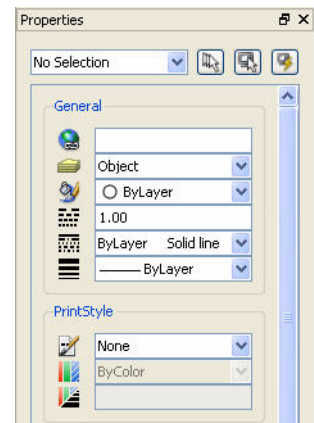 Properties
No Selection
General
Object
ByLayer
1.00
ByLayer Solid line
ByLayer
PrintStyle
None
ByColor